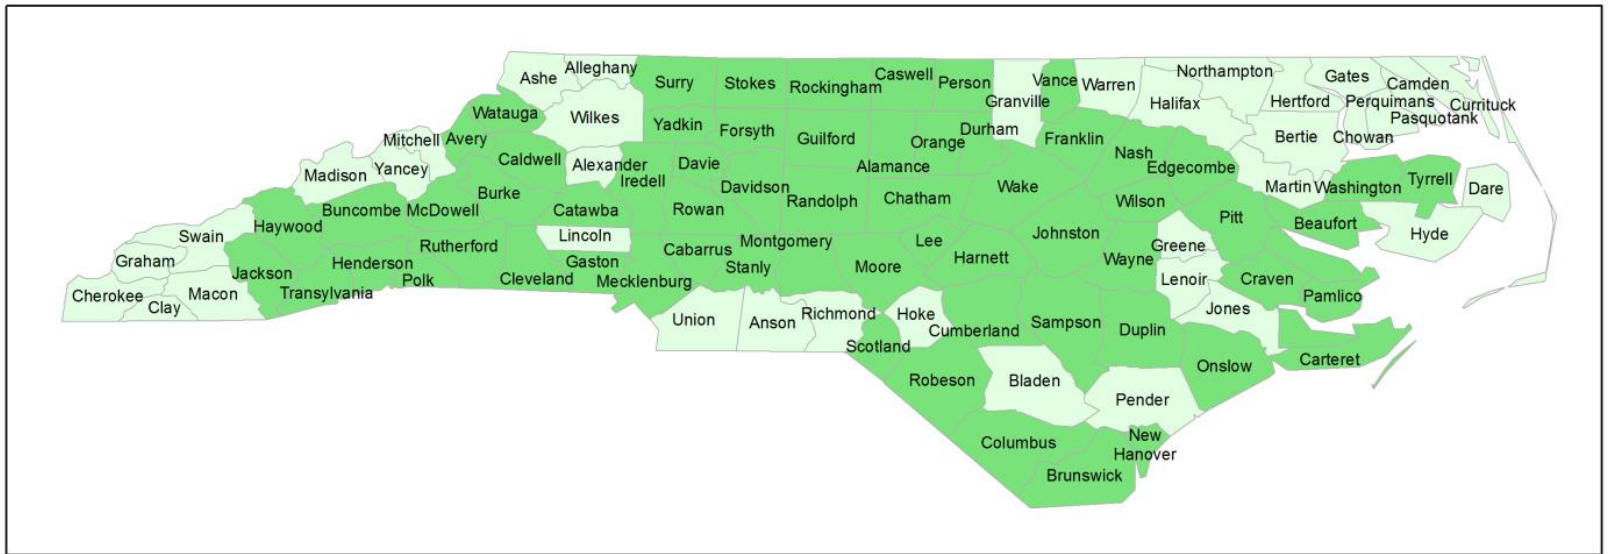 Ashe
Alleghany
Surry
Stokes
Rockingham
Caswell
Person
Granville
Vance
Warren
Northampton
Halifax
Gates
Hertford
Camden
Perquimans
Currituck
Pasquotank
Chowan
Bertie
Watauga
Wilkes
Yadkin
Forsyth
Guilford
Orange
Durham
Franklin
Mitchell
Avery
Caldwell
Alexander
Iredell
Davie
Alamance
Nash
Edgecombe
Madison
Yancey
Burke
Davidson
Randolph
Chatham
Wake
Wilson
Martin
Washington
Tyrrell
Dare
Buncombe
McDowell
Catawba
Rowan
Haywood
Swain
Rutherford
Lincoln
Cabarrus
Montgomery
Lee
Johnston
Pitt
Beaufort
Hyde
Graham
Henderson
Gaston
Stanly
Moore
Harnett
Wayne
Greene
Jackson
Polk
Cleveland
Mecklenburg
Lenoir
Craven
Cherokee
Clay
Macon
Transylvania
Pamlico
Jones
Union
Anson
Richmond
Hoke
Cumberland
Sampson
Duplin
Scotland
Onslow
Carteret
Robeson
Bladen
Pender
Columbus
New
Hanover
Brunswick